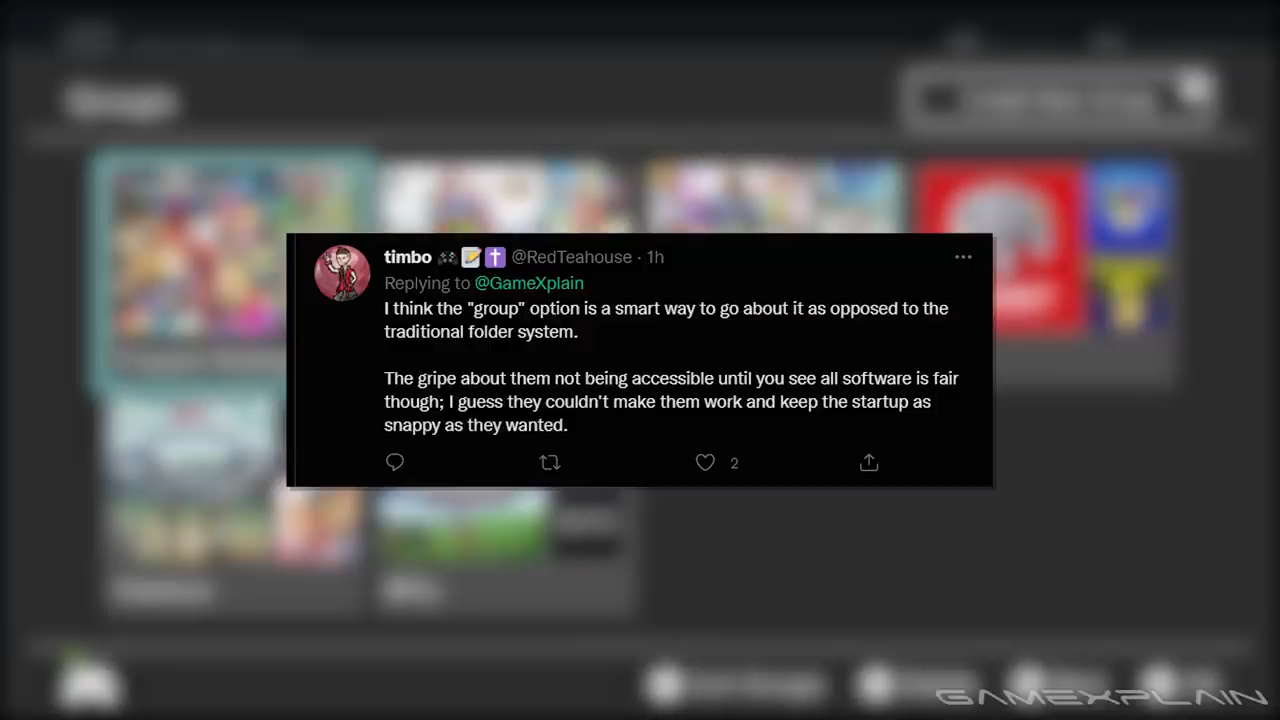 timbo 🎮📝✝️ @RedTeahouse · 1h
Replying to @GameXplain
I think the "group" option is a smart way to go about it as opposed to the
traditional folder system.
The gripe about them not being accessible until you see all software is fair
though; I guess they couldn't make them work and keep the startup as
snappy as they wanted.
2
GAMEXPLAIN